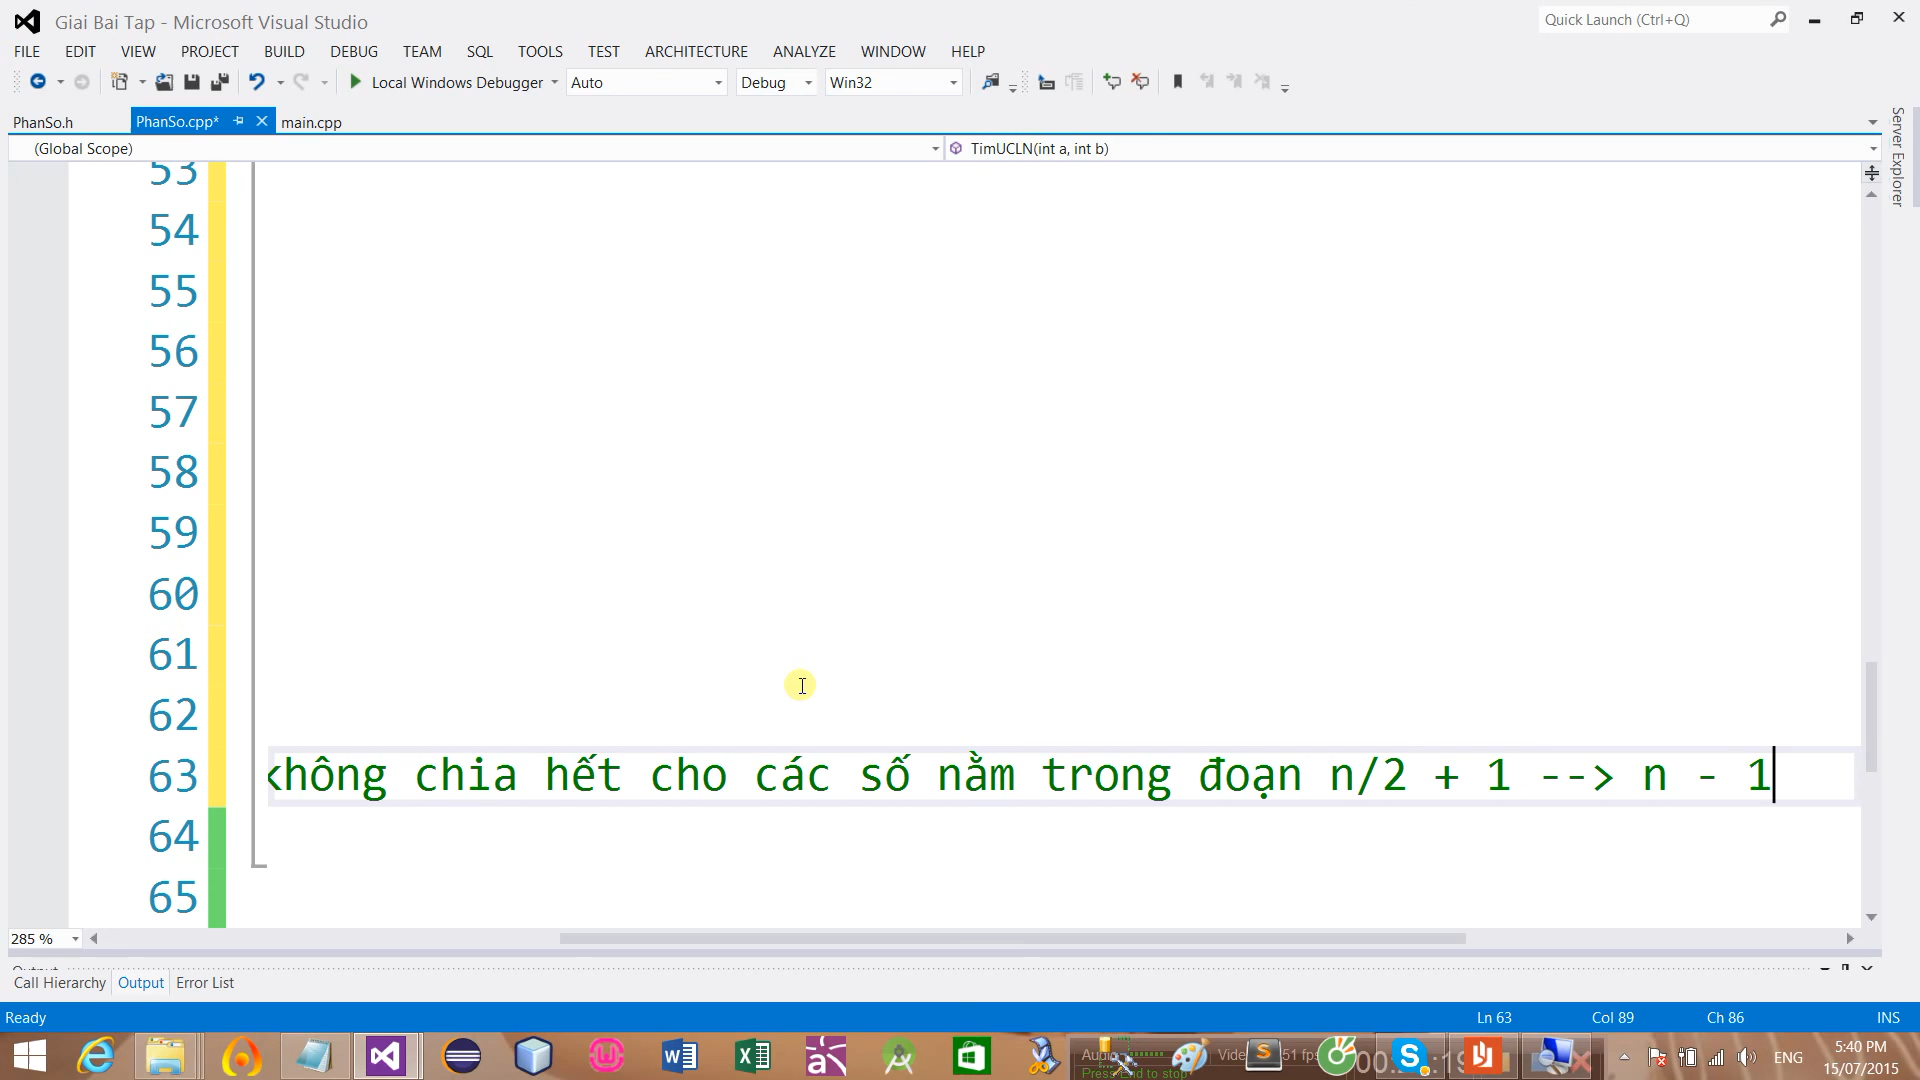 Giai Bai Tap - Microsoft Visual Studio
Quick Launch (Ctrl+Q)
FILE EDIT VIEW PROJECT BUILD DEBUG TEAM SQL TOOLS TEST ARCHITECTURE ANALYZE WINDOW HELP
Local Windows Debugger Auto Debug Win32
PhanSo.h PhanSo.cpp* main.cpp
Server Explorer
(Global Scope) TimUCLN(int a, int b)
53
54
55
56
57
58
59
60
61
62
63 không chia hết cho các số nằm trong đoạn n/2 + 1 --> n - 1
64
65
285 %
Call Hierarchy Output Error List
Ready Ln 63 Col 89 Ch 86 INS
ENG
5:40 PM
15/07/2015